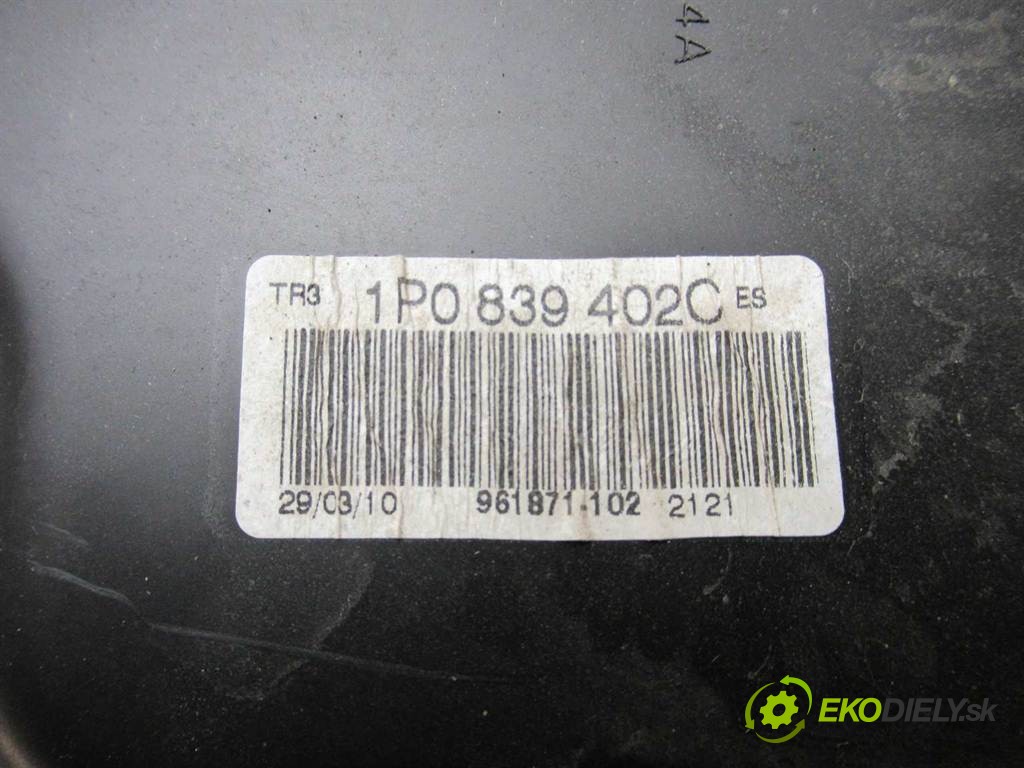 4A
TR3 1P0 839 402C ES
29/03/10 961871-102 2121
EKODIELY.sk